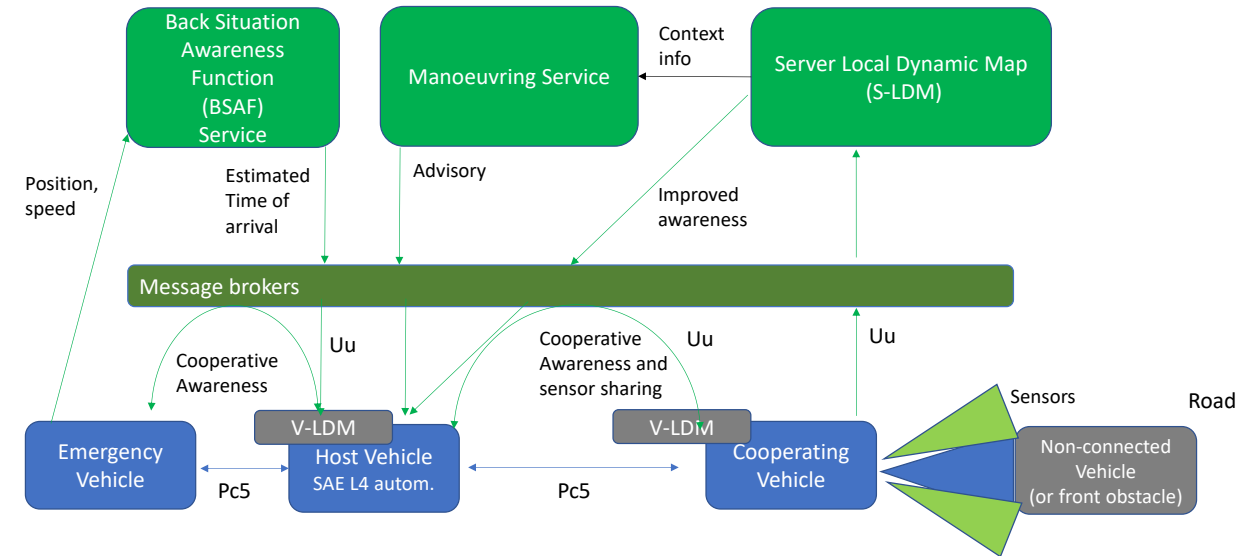 Back Situation
Awareness
Function
(BSAF)
Service
Manoeuvring Service
Context
info
Server Local Dynamic Map
(S-LDM)
Position,
speed
Estimated
Time of
arrival
Advisory
Improved
awareness
Message brokers
Cooperative
Awareness
Uu
Cooperative
Awareness and
sensor sharing
Uu
Uu
Sensors
Road
V-LDM
V-LDM
Emergency
Vehicle
Pc5
Host Vehicle
SAE L4 autom.
Pc5
Cooperating
Vehicle
Non-connected
Vehicle
(or front obstacle)